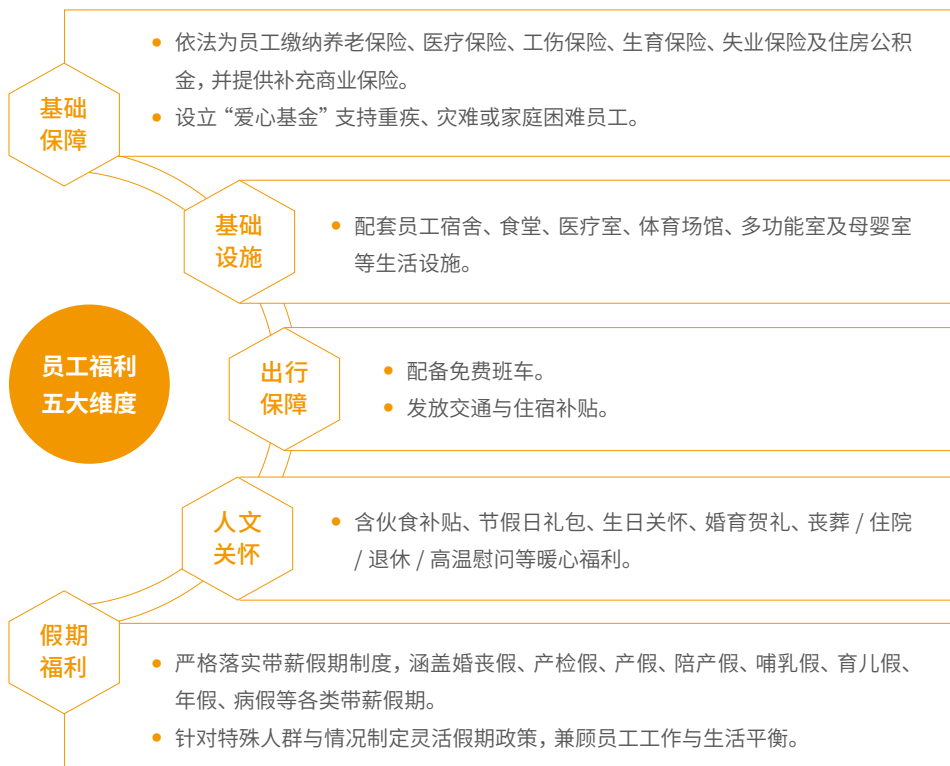 基础
保障
• 依法为员工缴纳养老保险、医疗保险、工伤保险、生育保险、失业保险及住房公积
金，并提供补充商业保险。
• 设立“爱心基金”支持重疾、灾难或家庭困难员工。
基础
设施
• 配套员工宿舍、食堂、医疗室、体育场馆、多功能室及母婴室
等生活设施。
员工福利
五大维度
出行
保障
• 配备免费班车。
• 发放交通与住宿补贴。
人文
关怀
• 含伙食补贴、节假日礼包、生日关怀、婚育贺礼、丧葬 / 住院
/ 退休 / 高温慰问等暖心福利。
假期
福利
• 严格落实带薪假期制度，涵盖婚丧假、产检假、产假、陪产假、哺乳假、育儿假、
年假、病假等各类带薪假期。
• 针对特殊人群与情况制定灵活假期政策，兼顾员工工作与生活平衡。